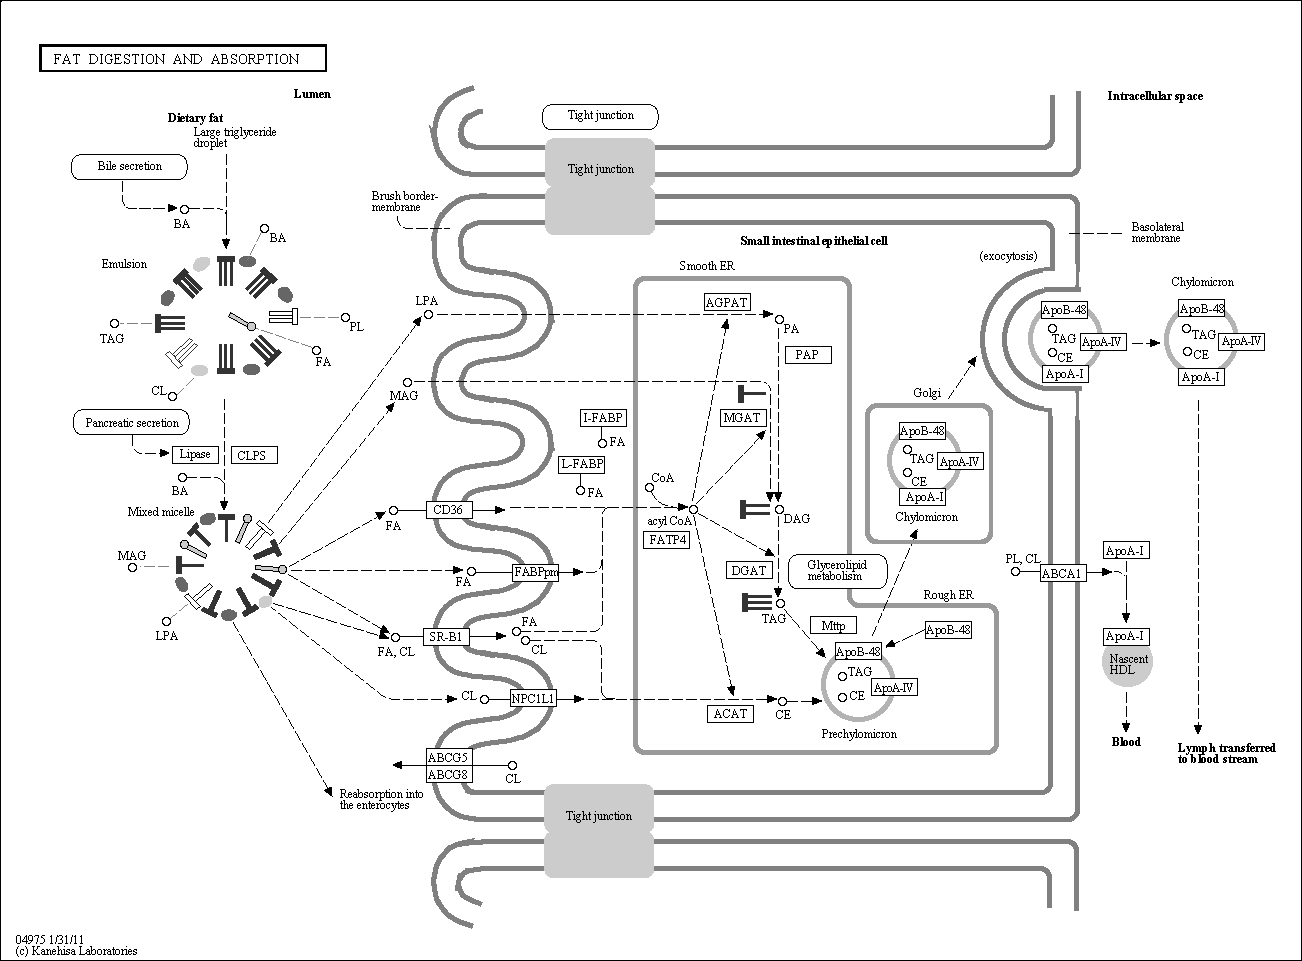 FAT DIGESTION AND ABSORPTION
Lumen
Intracellular space
Dietary fat
Large triglyceride
droplet
Tight junction
Tight junction
Bile secretion
BA
BA
Brush border-
membrane
Basolateral
membrane
Small intestinal epithelial cell
(exocytosis)
Emulsion
Smooth ER
Chylomicron
LPA
AGPAT
PA
ApoB-48
TAG
CE
ApoA-IV
ApoA-I
ApoB-48
TAG
CE
ApoA-IV
ApoA-I
TAG
PL
FA
PAP
CL
MAG
Golgi
Pancreatic secretion
Lipase
CLPS
BA
I-FABP
FA
L-FABP
FA
MGAT
ApoB-48
TAG
CE
ApoA-IV
ApoA-I
Chylomicron
CoA
Mixed micelle
FA
CD36
acyl CoA
FATP4
DAG
MAG
FA
FABPpm
DGAT
Glycerolipid
metabolism
PL, CL
ABCA1
ApoA-I
Rough ER
TAG
LPA
FA, CL
SR-B1
FA
CL
Mttp
ApoB-48
ApoB-48
TAG
CE
ApoA-IV
Prechylomicron
ApoA-I
Nascent
HDL
CL
NPC1L1
ACAT
CE
Blood
Lymph transferred
to blood stream
ABCG5
ABCG8
CL
Reabsorption into
the enterocytes
Tight junction
04975 1/31/11
(c) Kanehisa Laboratories